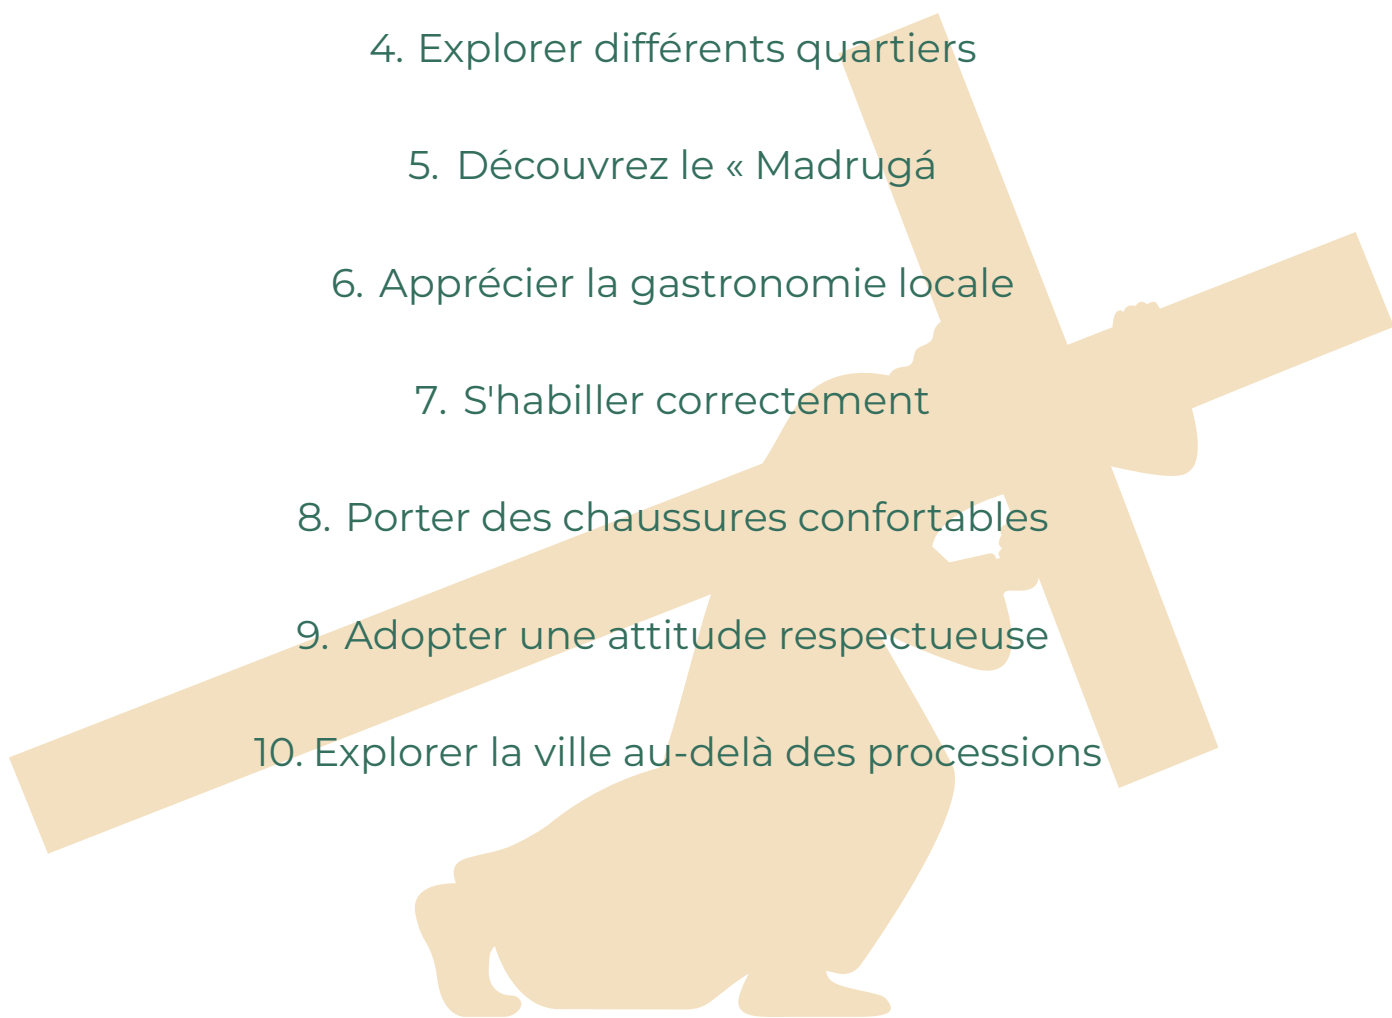 4. Explorer différents quartiers
5. Découvrez le « Madrugá
6. Apprécier la gastronomie locale
7. S'habiller correctement
8. Porter des chaussures confortables
9. Adopter une attitude respectueuse
10. Explorer la ville au-delà des processions